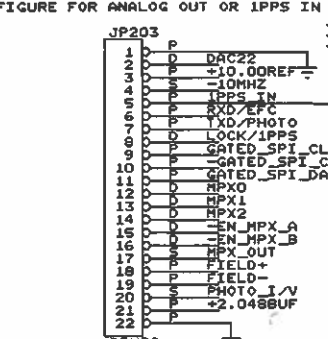 FIGURE FOR ANALOG OUT OR 1PPS IN
JP203
1 P
2 D DAC22
3 P +10.00REF
4 S -10MHZ
5 P 1PPS_IN
6 D RXD/EFC
7 P TXD/PHOTO
8 D LOCK/1PPS
9 P GATED_SPI_CL
10 P -GATED_SPI_C
11 P GATED_SPI_DA
12 D MPX0
13 D MPX1
14 D MPX2
15 D -EN_MPX_A
16 D -EN_MPX_B
17 S MPX_OUT
18 P FIELD+
19 P FIELD-
20 S PHOTO_I/V
21 P +2.048BUF
22 P